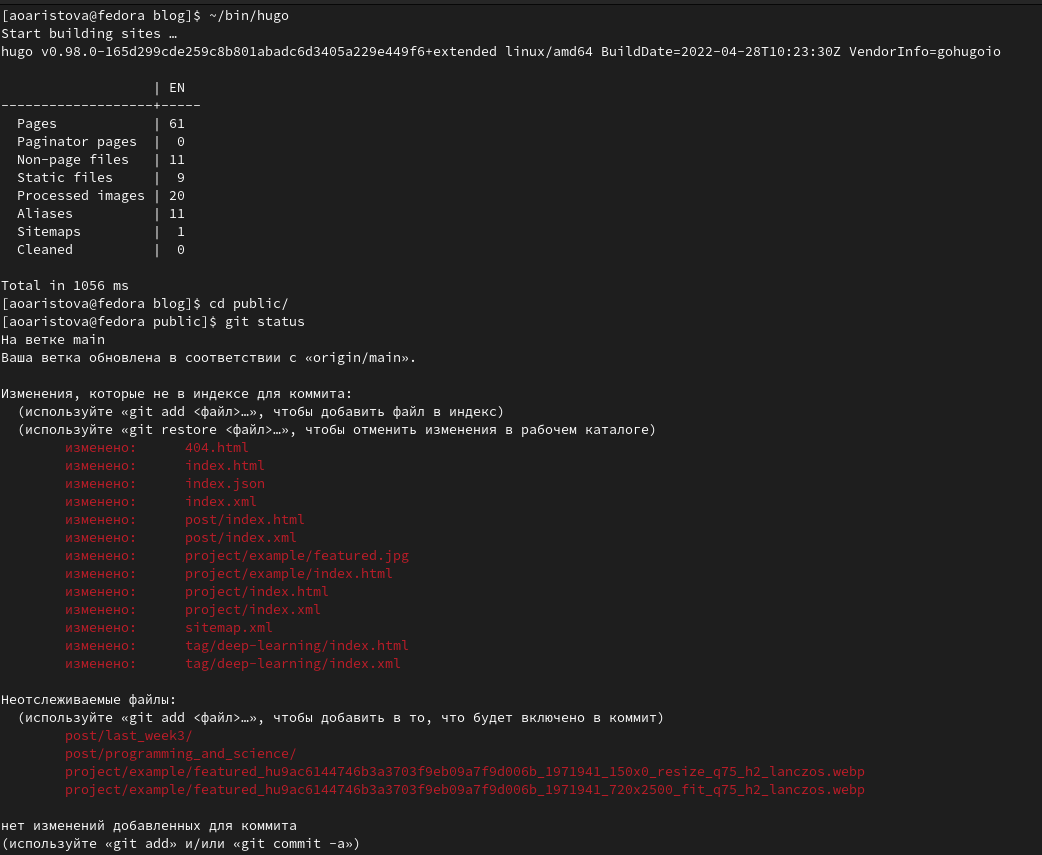 [aoaristova@fedora blog]$ ~/bin/hugo
Start building sites …
hugo v0.98.0-165d299cde259c8b801abadc6d3405a229e449f6+extended linux/amd64 BuildDate=2022-04-28T10:23:30Z VendorInfo=gohugoio

                   | EN
-------------------+-----
  Pages            | 61
  Paginator pages  |  0
  Non-page files   | 11
  Static files     |  9
  Processed images | 20
  Aliases          | 11
  Sitemaps         |  1
  Cleaned          |  0

Total in 1056 ms
[aoaristova@fedora blog]$ cd public/
[aoaristova@fedora public]$ git status
На ветке main
Ваша ветка обновлена в соответствии с «origin/main».

Изменения, которые не в индексе для коммита:
  (используйте «git add <файл>…», чтобы добавить файл в индекс)
  (используйте «git restore <файл>…», чтобы отменить изменения в рабочем каталоге)
        изменено:      404.html
        изменено:      index.html
        изменено:      index.json
        изменено:      index.xml
        изменено:      post/index.html
        изменено:      post/index.xml
        изменено:      project/example/featured.jpg
        изменено:      project/example/index.html
        изменено:      project/index.html
        изменено:      project/index.xml
        изменено:      sitemap.xml
        изменено:      tag/deep-learning/index.html
        изменено:      tag/deep-learning/index.xml

Неотслеживаемые файлы:
  (используйте «git add <файл>…», чтобы добавить в то, что будет включено в коммит)
        post/last_week3/
        post/programming_and_science/
        project/example/featured_hu9ac6144746b3a3703f9eb09a7f9d006b_1971941_150x0_resize_q75_h2_lanczos.webp
        project/example/featured_hu9ac6144746b3a3703f9eb09a7f9d006b_1971941_720x2500_fit_q75_h2_lanczos.webp

нет изменений добавленных для коммита
(используйте «git add» и/или «git commit -a»)